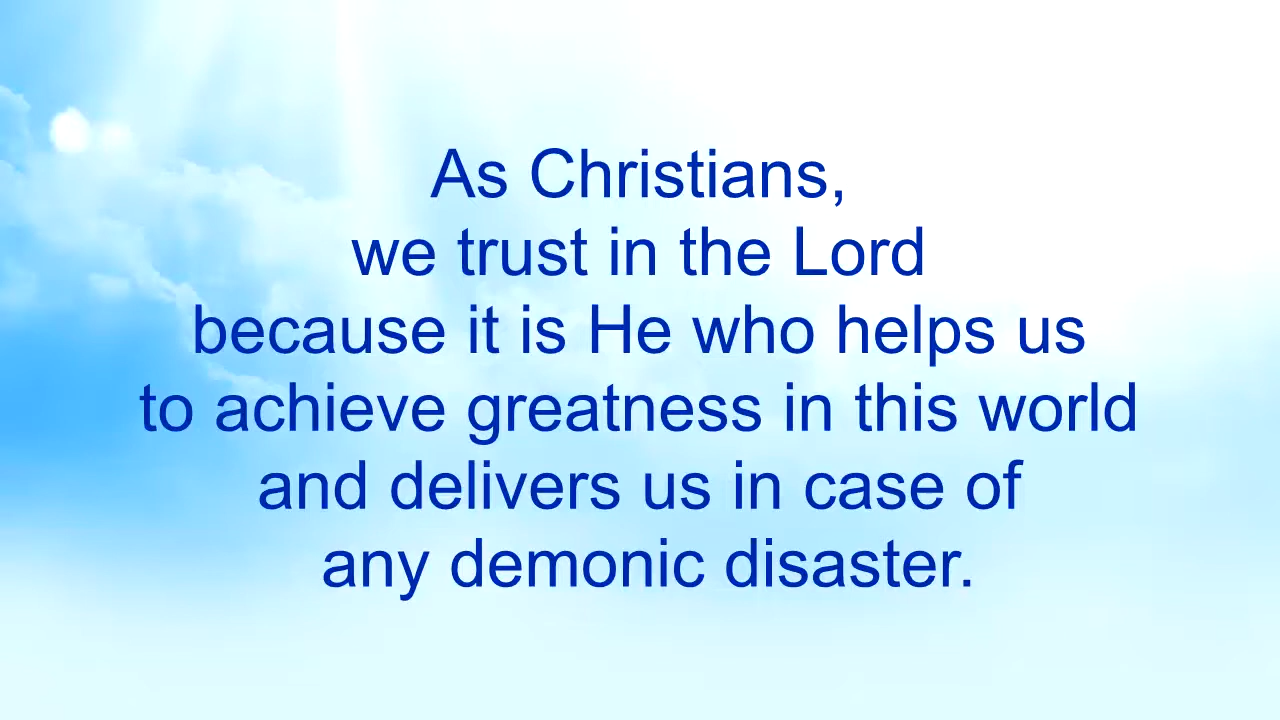 As Christians,
we trust in the Lord
because it is He who helps us
to achieve greatness in this world
and delivers us in case of
any demonic disaster.